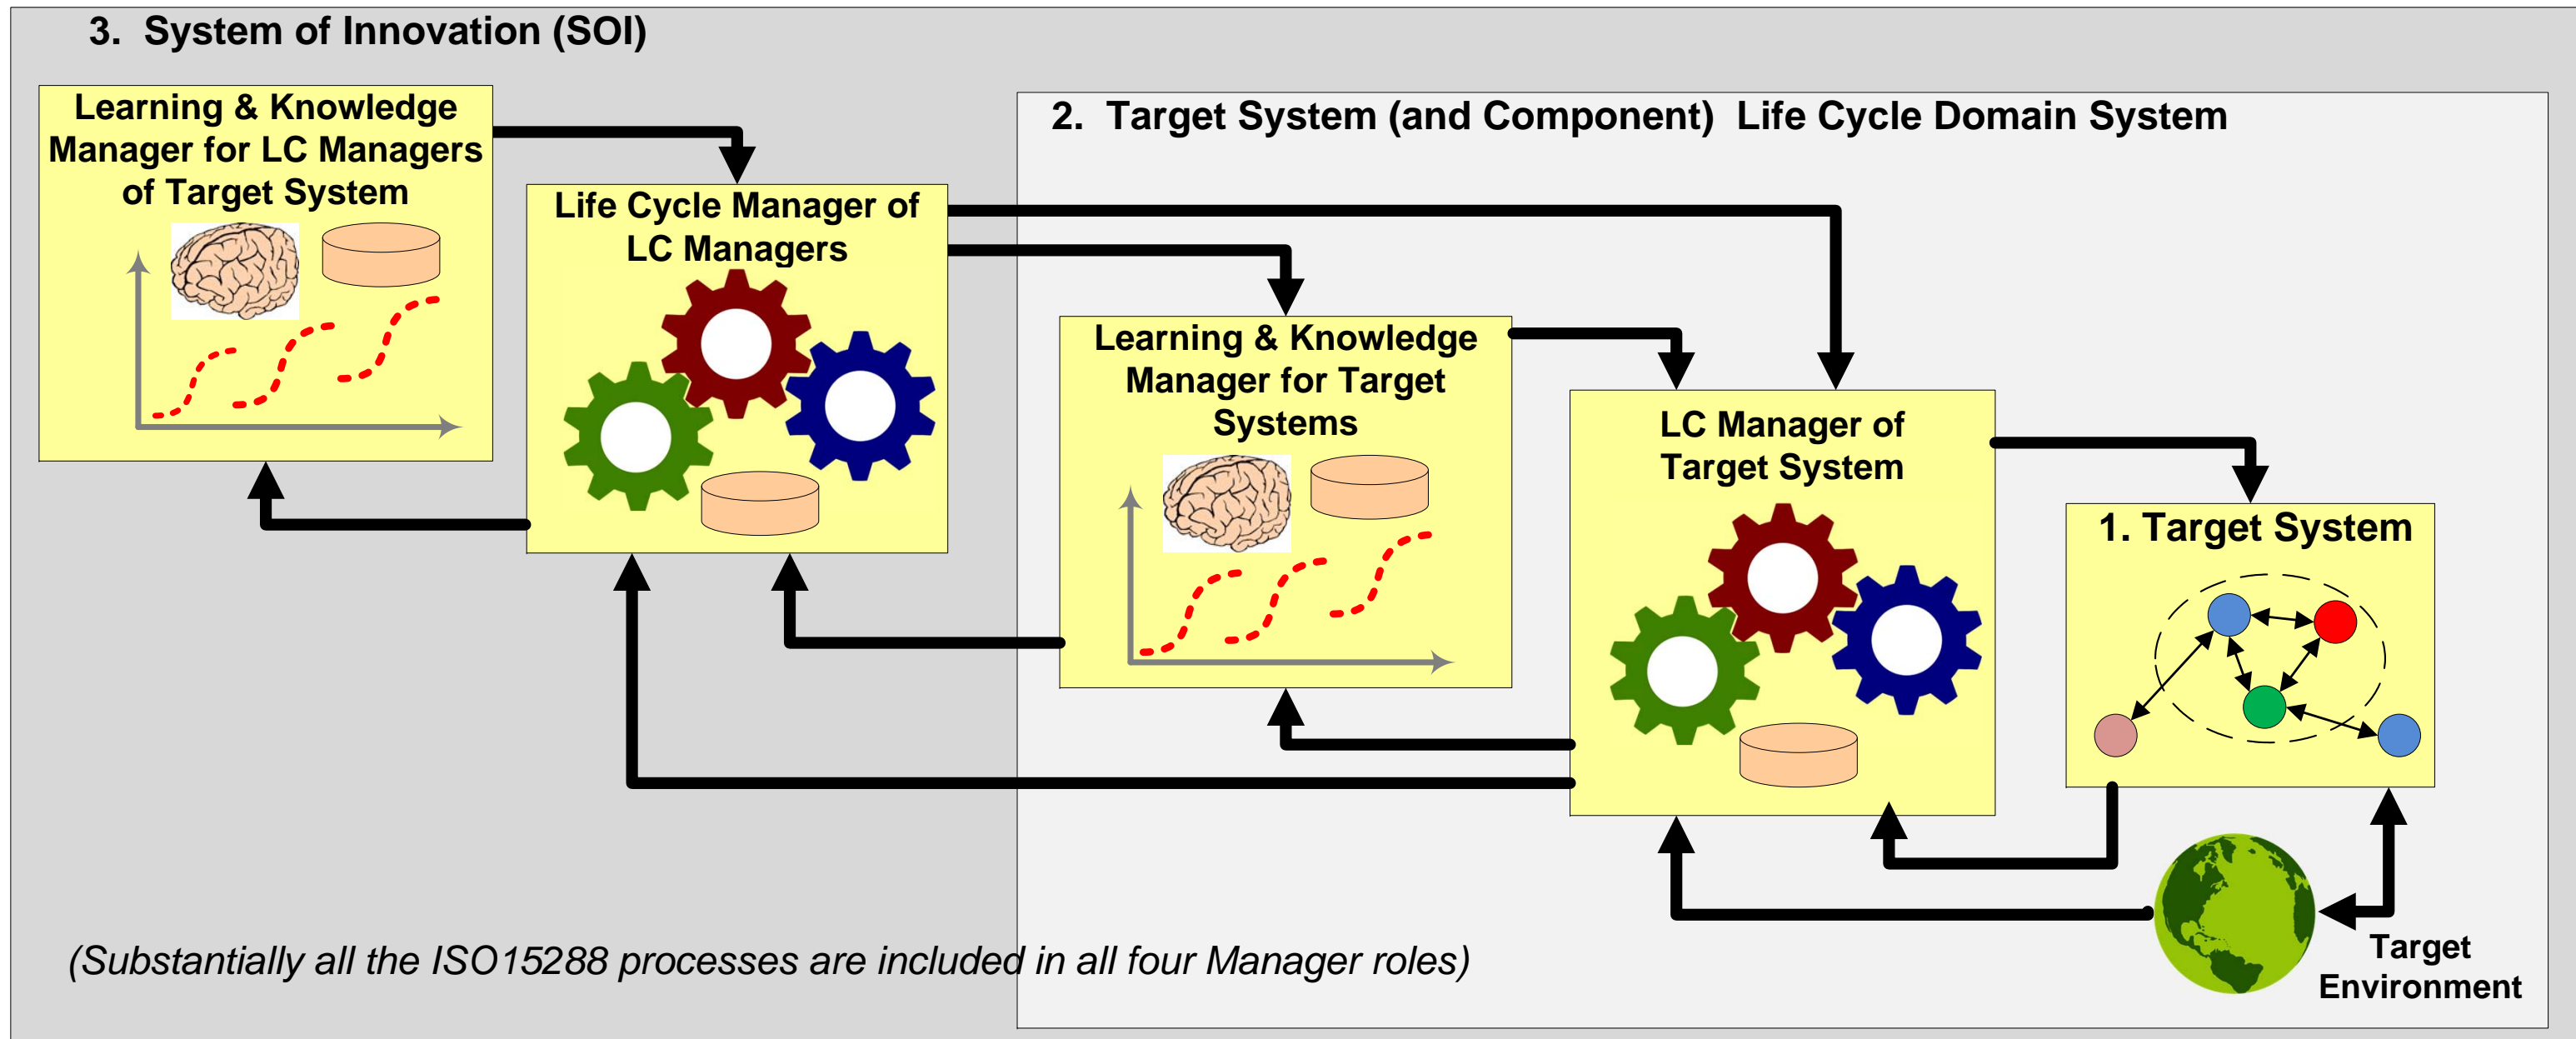 3. System of Innovation (SOI)
Learning & Knowledge
Manager for LC Managers
of Target System
2. Target System (and Component) Life Cycle Domain System
Life Cycle Manager of
LC Managers
Learning & Knowledge
Manager for Target
Systems
LC Manager of
Target System
1. Target System
(Substantially all the ISO15288 processes are included in all four Manager roles)
Target
Environment